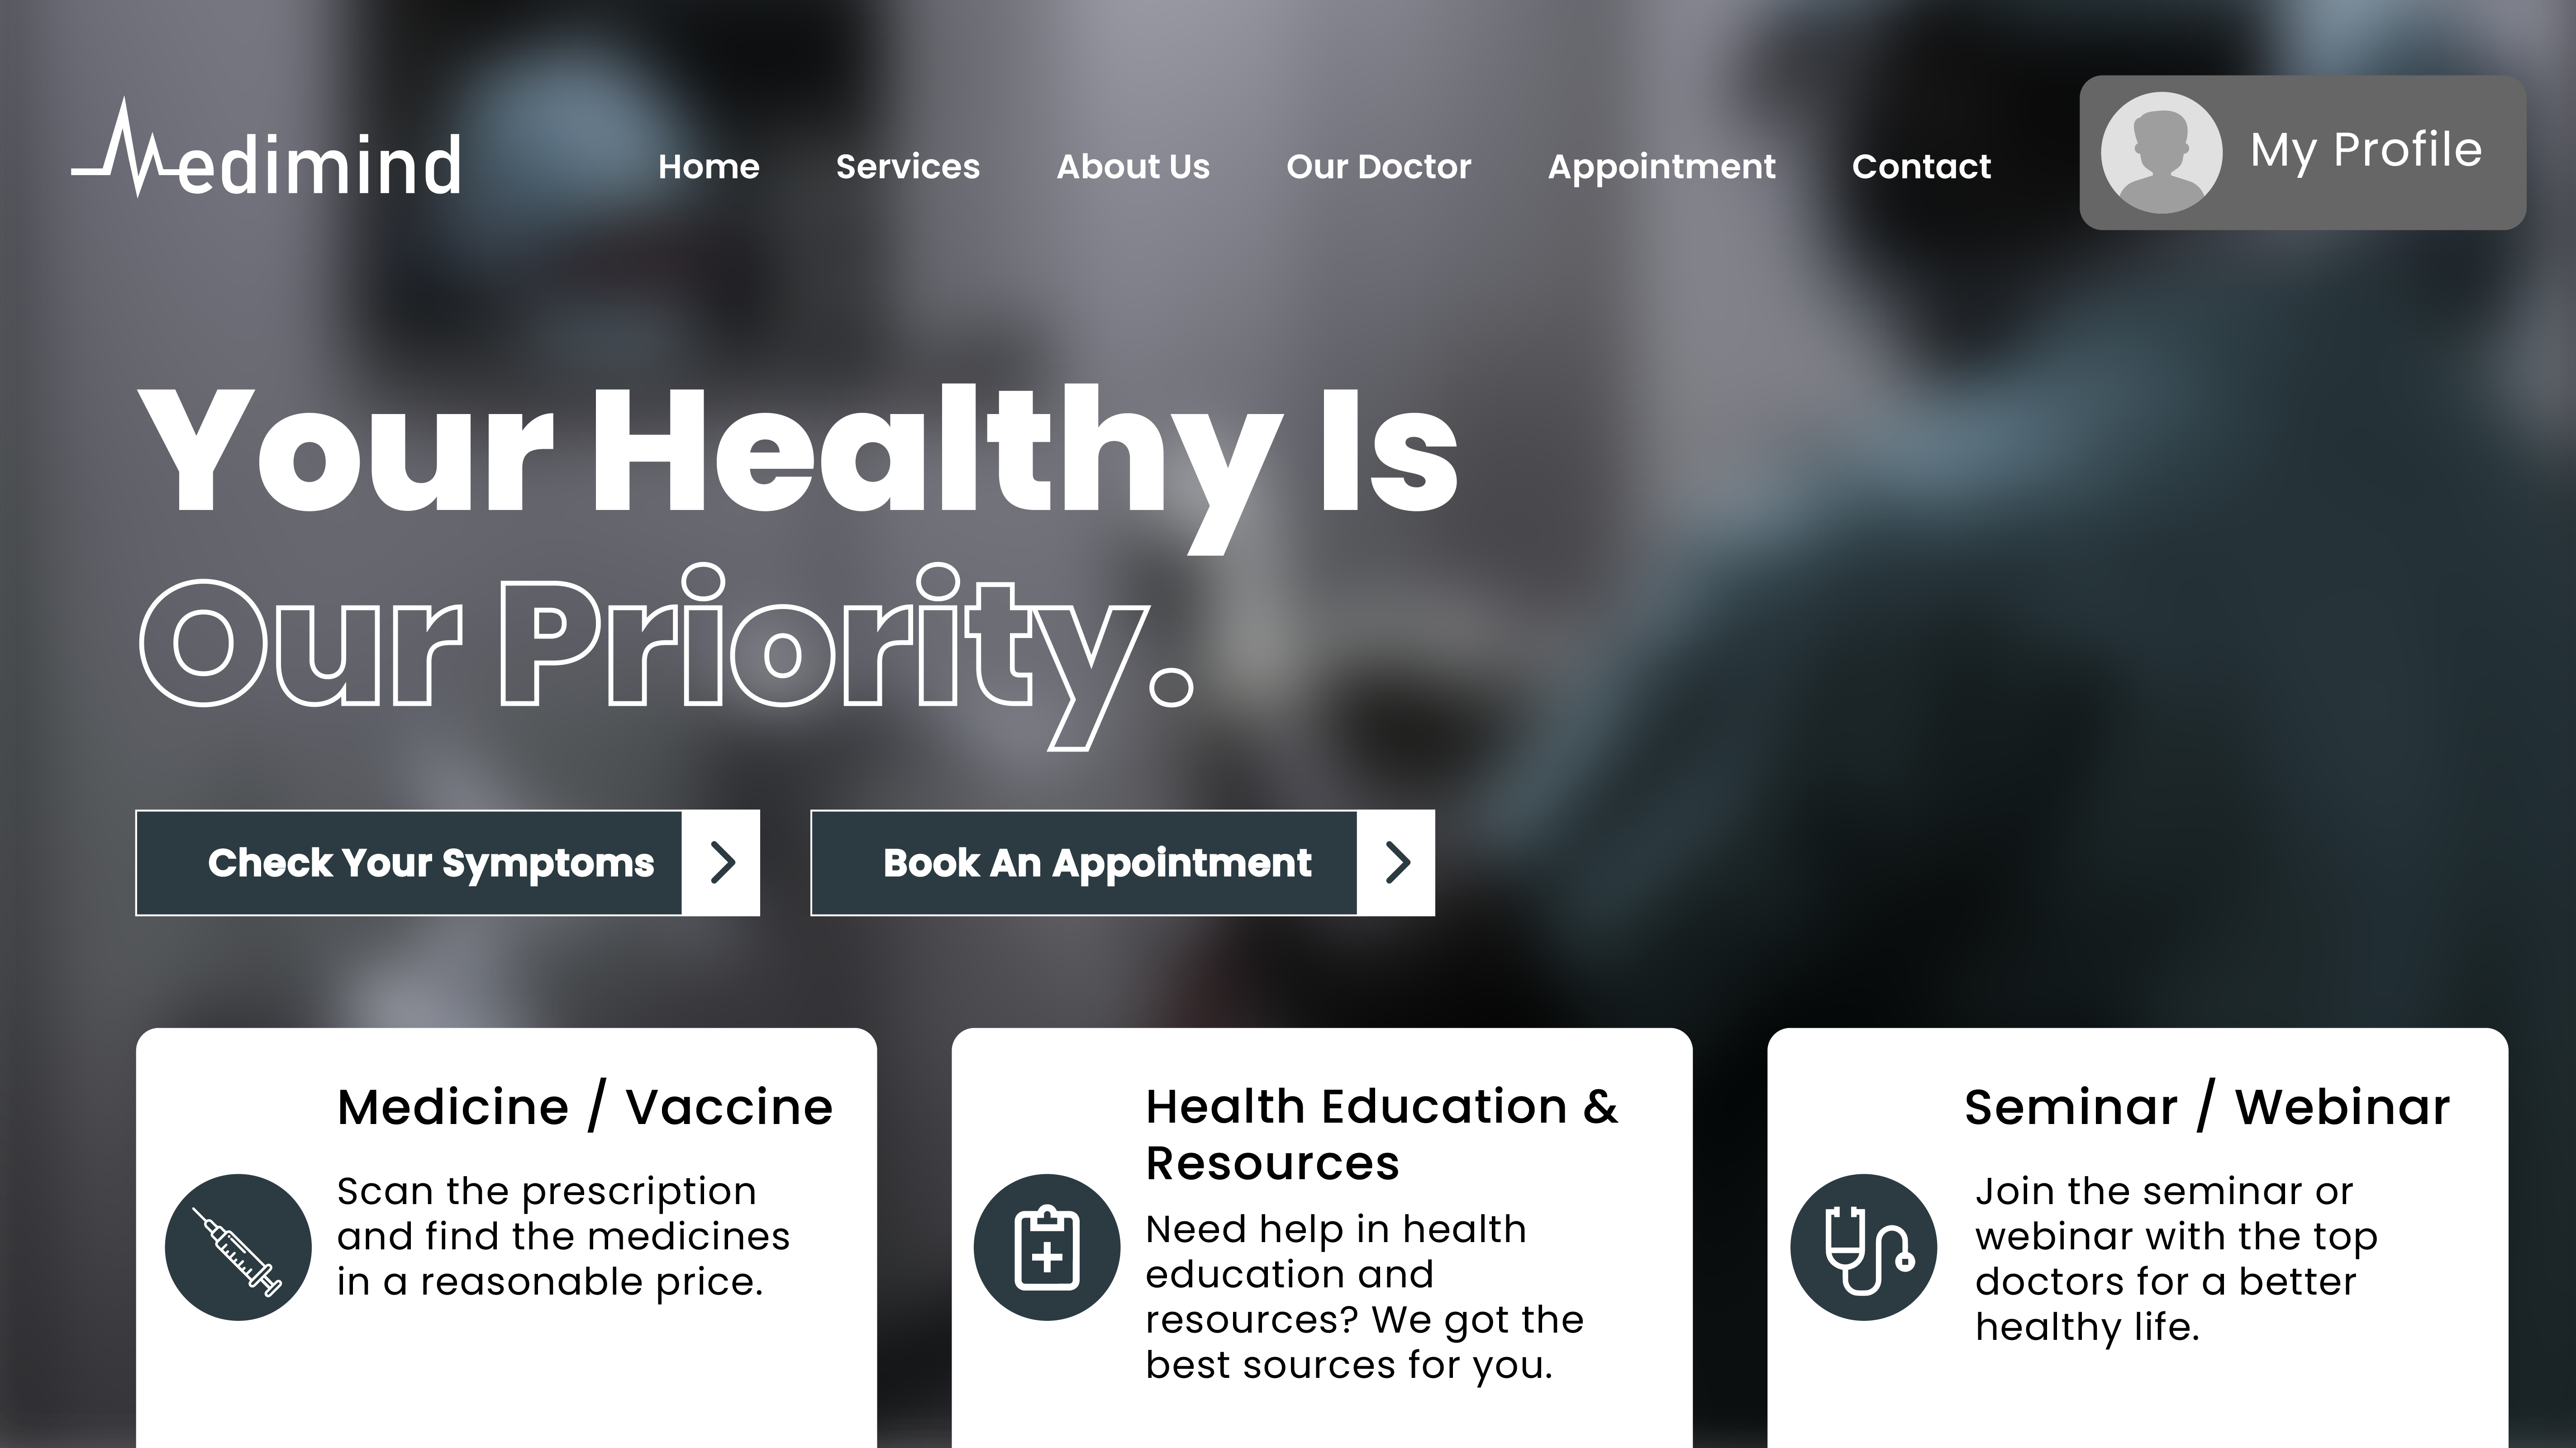 Medimind
Home Services About Us Our Doctor Appointment Contact
My Profile
Your Healthy Is
Our Priority.
Check Your Symptoms
Book An Appointment
Medicine / Vaccine
Scan the prescription
and find the medicines
in a reasonable price.
Health Education &
Resources
Need help in health
education and
resources? We got the
best sources for you.
Seminar / Webinar
Join the seminar or
webinar with the top
doctors for a better
healthy life.